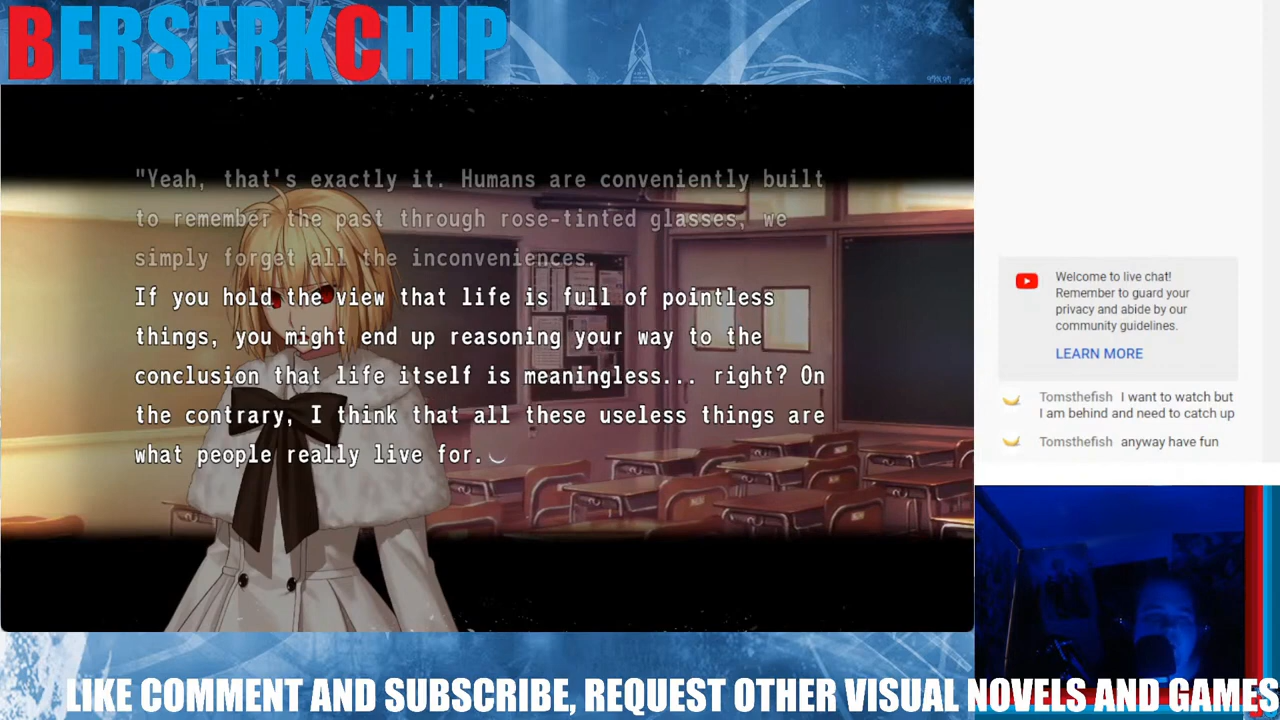 BERSERKCHIP
"Yeah, that's exactly it. Humans are conveniently built
to remember the past through rose-tinted glasses, we
simply forget all the inconveniences.
If you hold the view that life is full of pointless
things, you might end up reasoning your way to the
conclusion that life itself is meaningless... right? On
the contrary, I think that all these useless things are
what people really live for.
Welcome to live chat!
Remember to guard your
privacy and abide by our
community guidelines.
LEARN MORE
Tomsthefish I want to watch but
I am behind and need to catch up
Tomsthefish anyway have fun
LIKE COMMENT AND SUBSCRIBE, REQUEST OTHER VISUAL NOVELS AND GAMES